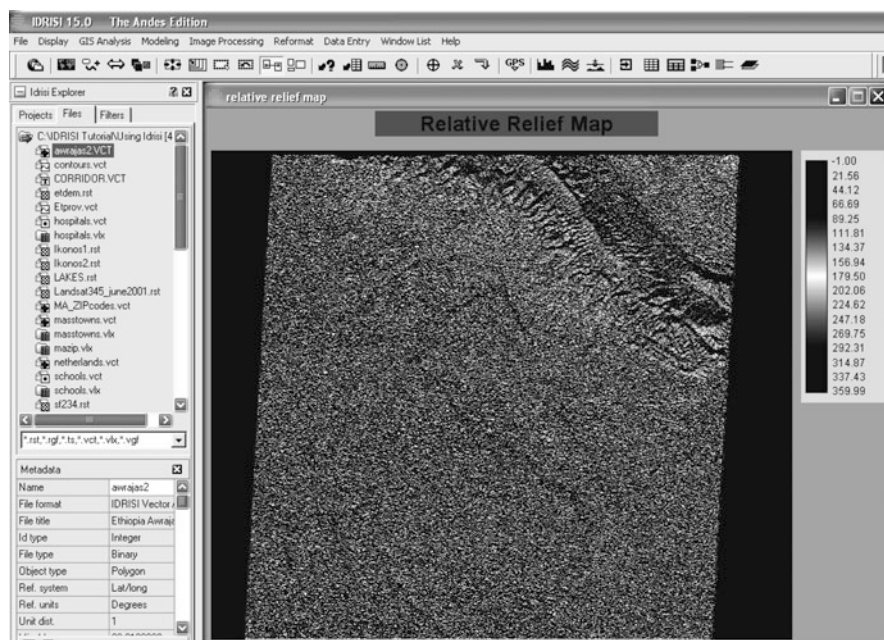 IDRISI 15.0 The Andes Edition
File Display GIS Analysis Modeling Image Processing Reformat Data Entry Window List Help
GPS
Idrisi Explorer
Projects Files Filters
C:\IDRISI Tutorial\Using Idrisi [4
awrajas2.VCT
contours.vct
CORRIDOR.VCT
etdem.rst
Etprov.vct
hospitals.vct
hospitals.vlx
Ikonos1.rst
Ikonos2.rst
LAKES.rst
Landsat345_june2001.rst
MA_ZIPcodes.vct
masstowns.vct
masstowns.vlx
mazip.vlx
netherlands.vct
schools.vct
schools.vlx
sf234.rst
*.rst,*.rgf,*.ts,*.vct,*.vlx,*.vgf
Metadata
Name awrajas2
File format IDRISI Vector
File title Ethiopia Awraja
Id type Integer
File type Binary
Object type Polygon
Ref. system Lat/long
Ref. units Degrees
Unit dist. 1
relative relief map
Relative Relief Map
-1.00
21.56
44.12
66.69
89.25
111.81
134.37
156.94
179.50
202.06
224.62
247.18
269.75
292.31
314.87
337.43
359.99